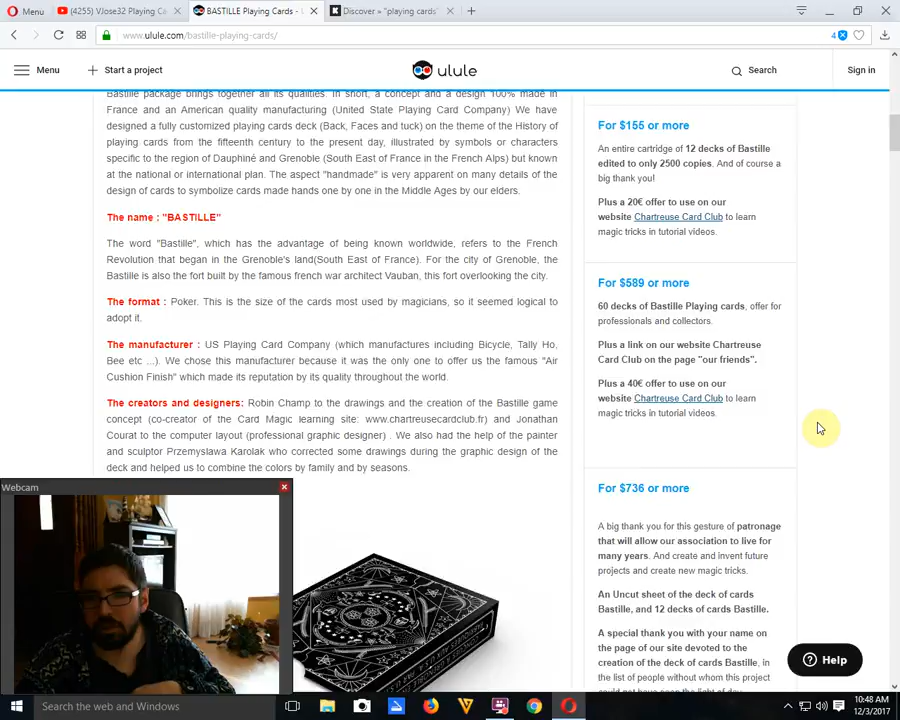 Menu
(4255) VJose32 Playing Ca
BASTILLE Playing Cards - U
Discover » "playing cards"
www.ulule.com/bastille-playing-cards/
4
Menu
Start a project
ulule
Search
Sign in
Bastille package brings together all its qualities. In short, a concept and a design 100% made in
France and an American quality manufacturing (United State Playing Card Company) We have
designed a fully customized playing cards deck (Back, Faces and tuck) on the theme of the History of
playing cards from the fifteenth century to the present day, illustrated by symbols or characters
specific to the region of Dauphiné and Grenoble (South East of France in the French Alps) but known
at the national or international plan. The aspect "handmade" is very apparent on many details of the
design of cards to symbolize cards made hands one by one in the Middle Ages by our elders.
The name : "BASTILLE"
The word "Bastille", which has the advantage of being known worldwide, refers to the French
Revolution that began in the Grenoble's land(South East of France). For the city of Grenoble, the
Bastille is also the fort built by the famous french war architect Vauban, this fort overlooking the city.
The format : Poker. This is the size of the cards most used by magicians, so it seemed logical to
adopt it.
The manufacturer : US Playing Card Company (which manufactures including Bicycle, Tally Ho,
Bee etc ...). We chose this manufacturer because it was the only one to offer us the famous "Air
Cushion Finish" which made its reputation by its quality throughout the world.
The creators and designers: Robin Champ to the drawings and the creation of the Bastille game
concept (co-creator of the Card Magic learning site: www.chartreusecardclub.fr) and Jonathan
Courat to the computer layout (professional graphic designer) . We also had the help of the painter
and sculptor Przemyslawa Karolak who corrected some drawings during the graphic design of the
deck and helped us to combine the colors by family and by seasons.
For $155 or more
An entire cartridge of 12 decks of Bastille
edited to only 2500 copies. And of course a
big thank you!
Plus a 20€ offer to use on our
website Chartreuse Card Club to learn
magic tricks in tutorial videos.
For $589 or more
60 decks of Bastille Playing cards, offer for
professionals and collectors.
Plus a link on our website Chartreuse
Card Club on the page "our friends".
Plus a 40€ offer to use on our
website Chartreuse Card Club to learn
magic tricks in tutorial videos.
For $736 or more
A big thank you for this gesture of patronage
that will allow our association to live for
many years. And create and invent future
projects and create new magic tricks.
An Uncut sheet of the deck of cards
Bastille, and 12 decks of cards Bastille.
A special thank you with your name on
the page of our site devoted to the
creation of the deck of cards Bastille, in
the list of people without whom this project
could not have seen the light of day
Help
Webcam
Search the web and Windows
10:48 AM
12/3/2017